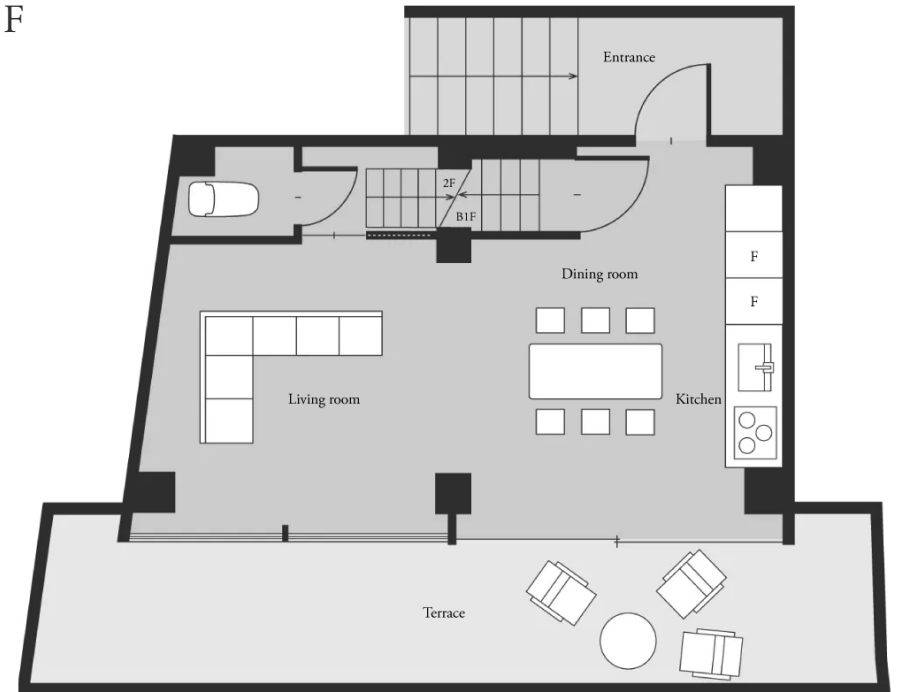 F
Entrance
2F
B1F
Dining room
F
F
Living room
Kitchen
Terrace